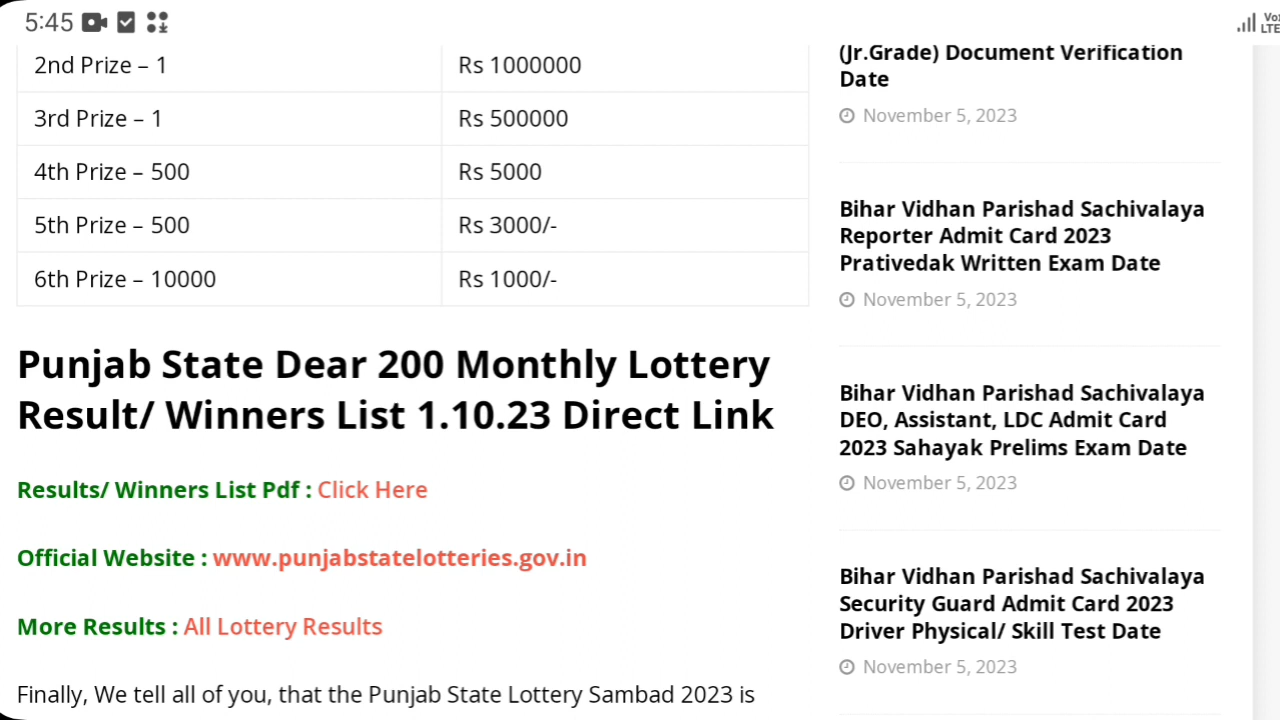 5:45
Vo
LTE
2nd Prize – 1 Rs 1000000
3rd Prize – 1 Rs 500000
4th Prize – 500 Rs 5000
5th Prize – 500 Rs 3000/-
6th Prize – 10000 Rs 1000/-
Punjab State Dear 200 Monthly Lottery
Result/ Winners List 1.10.23 Direct Link
Results/ Winners List Pdf : Click Here
Official Website : www.punjabstatelotteries.gov.in
More Results : All Lottery Results
Finally, We tell all of you, that the Punjab State Lottery Sambad 2023 is
(Jr.Grade) Document Verification
Date
November 5, 2023
Bihar Vidhan Parishad Sachivalaya
Reporter Admit Card 2023
Prativedak Written Exam Date
November 5, 2023
Bihar Vidhan Parishad Sachivalaya
DEO, Assistant, LDC Admit Card
2023 Sahayak Prelims Exam Date
November 5, 2023
Bihar Vidhan Parishad Sachivalaya
Security Guard Admit Card 2023
Driver Physical/ Skill Test Date
November 5, 2023